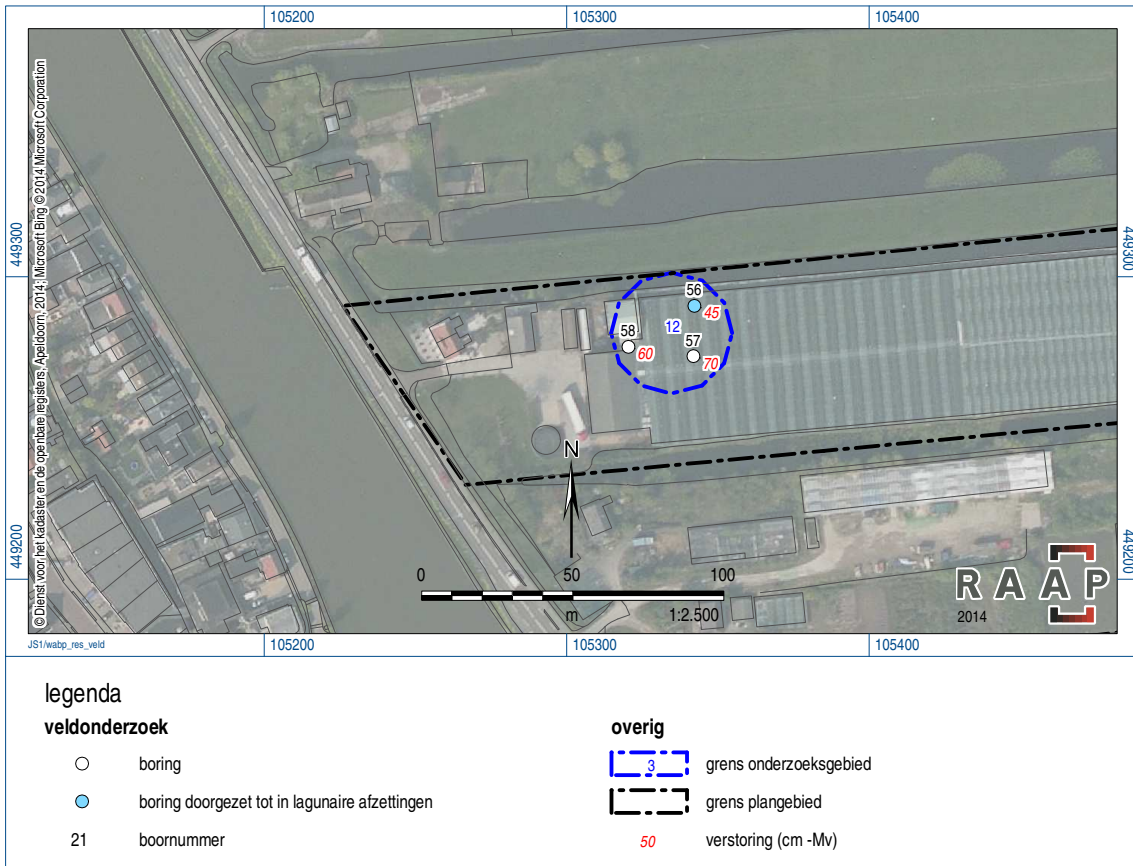 105200 105300 105400
© Dienst voor het kadaster en de openbare registers, Apeldoorn, 2014; Microsoft Bing © 2014 Microsoft Corporation
449300 449300
56
45
12
58
57
60
70
N
0 50 100
m 1:2.500
449200 449200
RAAP
2014
JS1/wabp_res_veld
105200 105300 105400
legenda
veldonderzoek
boring
boring doorgezet tot in lagunaire afzettingen
21 boornummer
overig
3 grens onderzoeksgebied
grens plangebied
50 verstoring (cm -Mv)